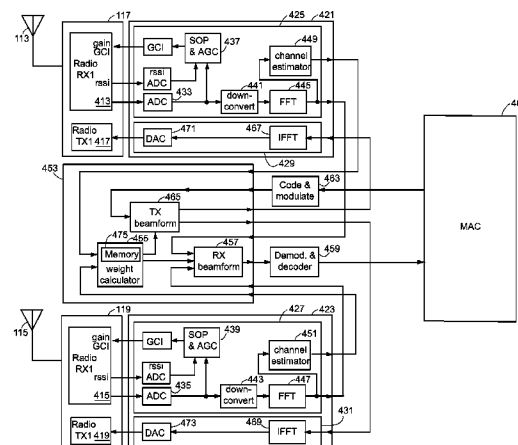 117
425
421
113
gain
GCI
GCI
SOP
& AGC
437
449
channel
estimator
Radio
RX1
rssi
rssi
ADC
433
441
445
413
ADC
down-
convert
FFT
Radio
TX1 417
471
DAC
467
IFFT
429
453
465
463
Code &
modulate
TX
beamform
MAC
475
455
457
459
Memory
weight
calculator
RX
beamform
Demod. &
decoder
119
427
423
115
gain
GCI
GCI
SOP
& AGC
439
451
channel
estimator
Radio
RX1
rssi
rssi
ADC
435
443
447
415
ADC
down-
convert
FFT
Radio
TX1 419
473
DAC
469
IFFT
431